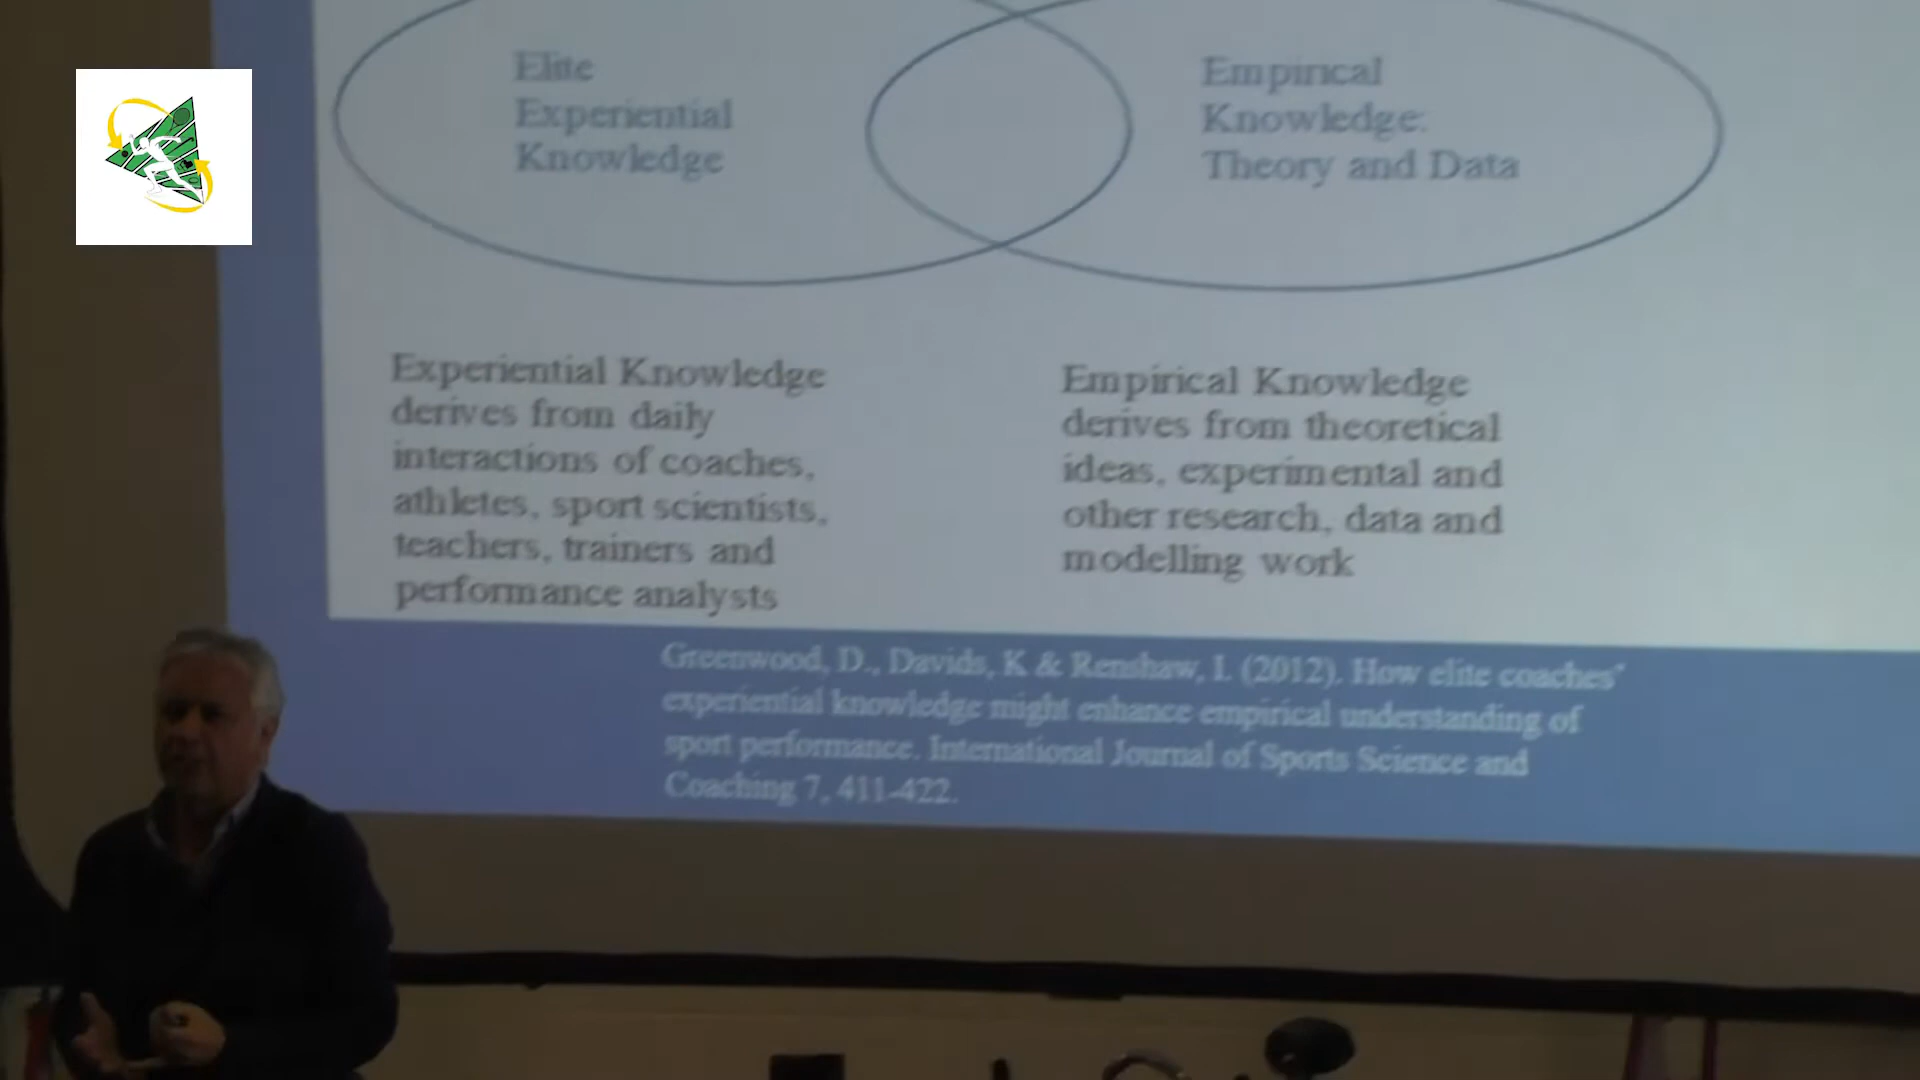 Elite
Experiential
Knowledge
Empirical
Knowledge:
Theory and Data
Experiential Knowledge
derives from daily
interactions of coaches,
athletes, sport scientists,
teachers, trainers and
performance analysts
Empirical Knowledge
derives from theoretical
ideas, experimental and
other research, data and
modelling work
Greenwood, D., Davids, K & Renshaw, I. (2012). How elite coaches'
experiential knowledge might enhance empirical understanding of
sport performance. International Journal of Sports Science and
Coaching 7, 411-422.